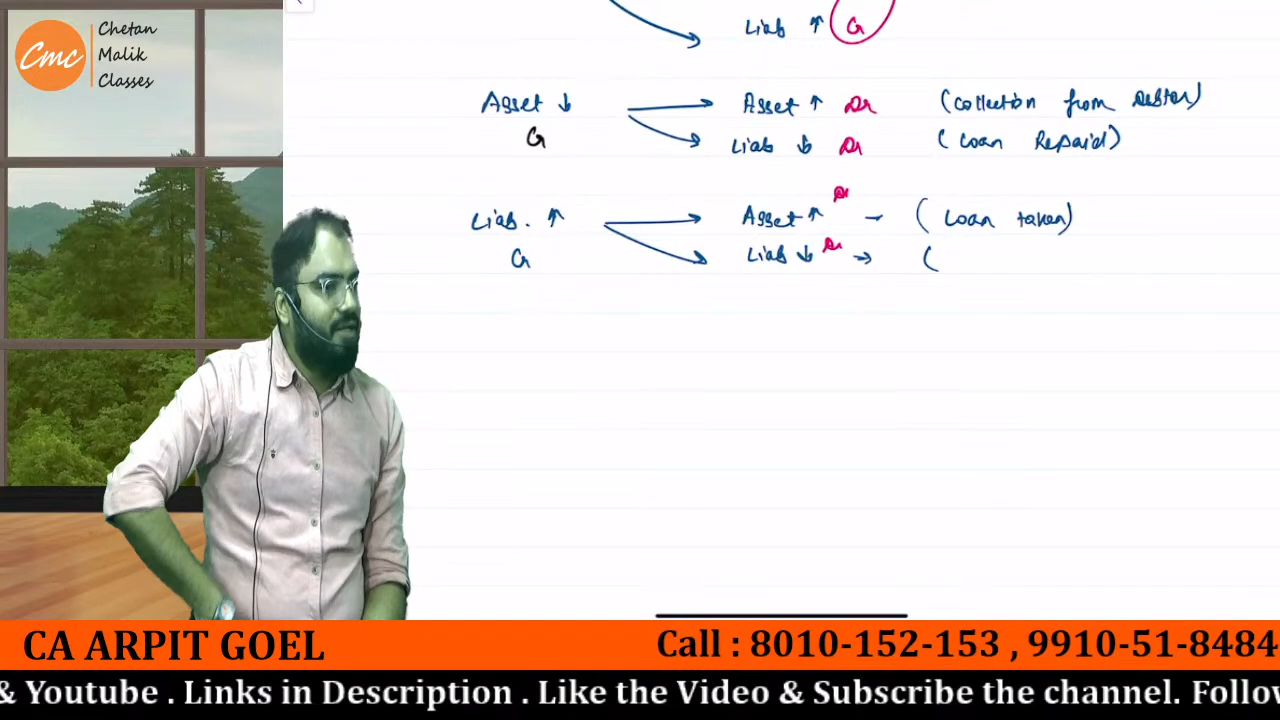 Chetan
Malik
Classes
cmc
Liab ↑ Cr
Asset ↓ Asset ↑ Dr (Collection from Debtor)
Cr Liab ↓ Dr (Loan Repaid)
Liab. ↑ Asset ↑ Dr - (Loan taken)
Cr Liab ↓ Dr → (
CA ARPIT GOEL Call : 8010-152-153 , 9910-51-8484
& Youtube . Links in Description . Like the Video & Subscribe the channel. Follo